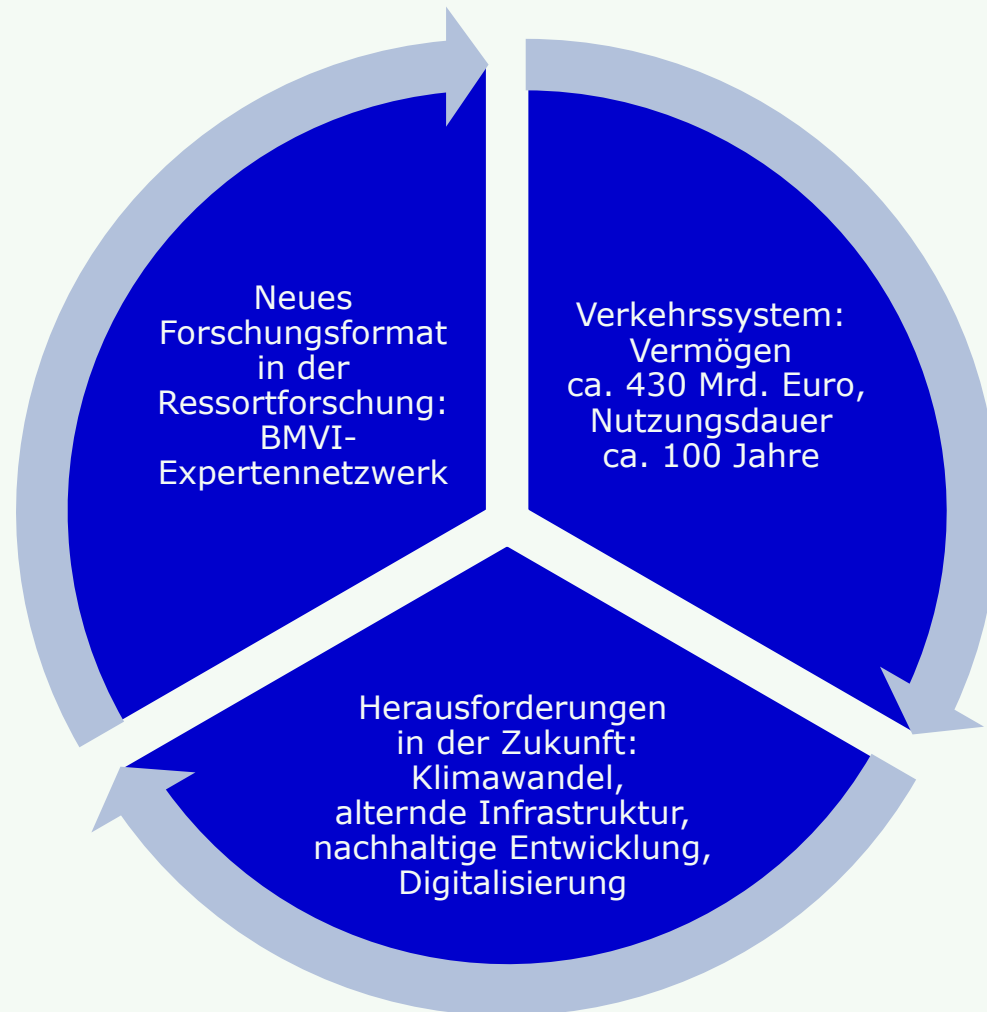 Neues
Forschungsformat
in der
Ressortforschung:
BMVI-
Expertennetzwerk
Verkehrssystem:
Vermögen
ca. 430 Mrd. Euro,
Nutzungsdauer
ca. 100 Jahre
Herausforderungen
in der Zukunft:
Klimawandel,
alternde Infrastruktur,
nachhaltige Entwicklung,
Digitalisierung